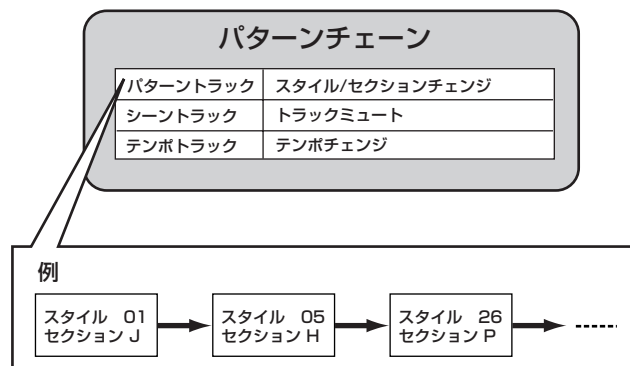 パターンチェーン
パターントラック スタイル/セクションチェンジ
シーントラック トラックミュート
テンポトラック テンポチェンジ
例
スタイル 01
セクション J
スタイル 05
セクション H
スタイル 26
セクション P